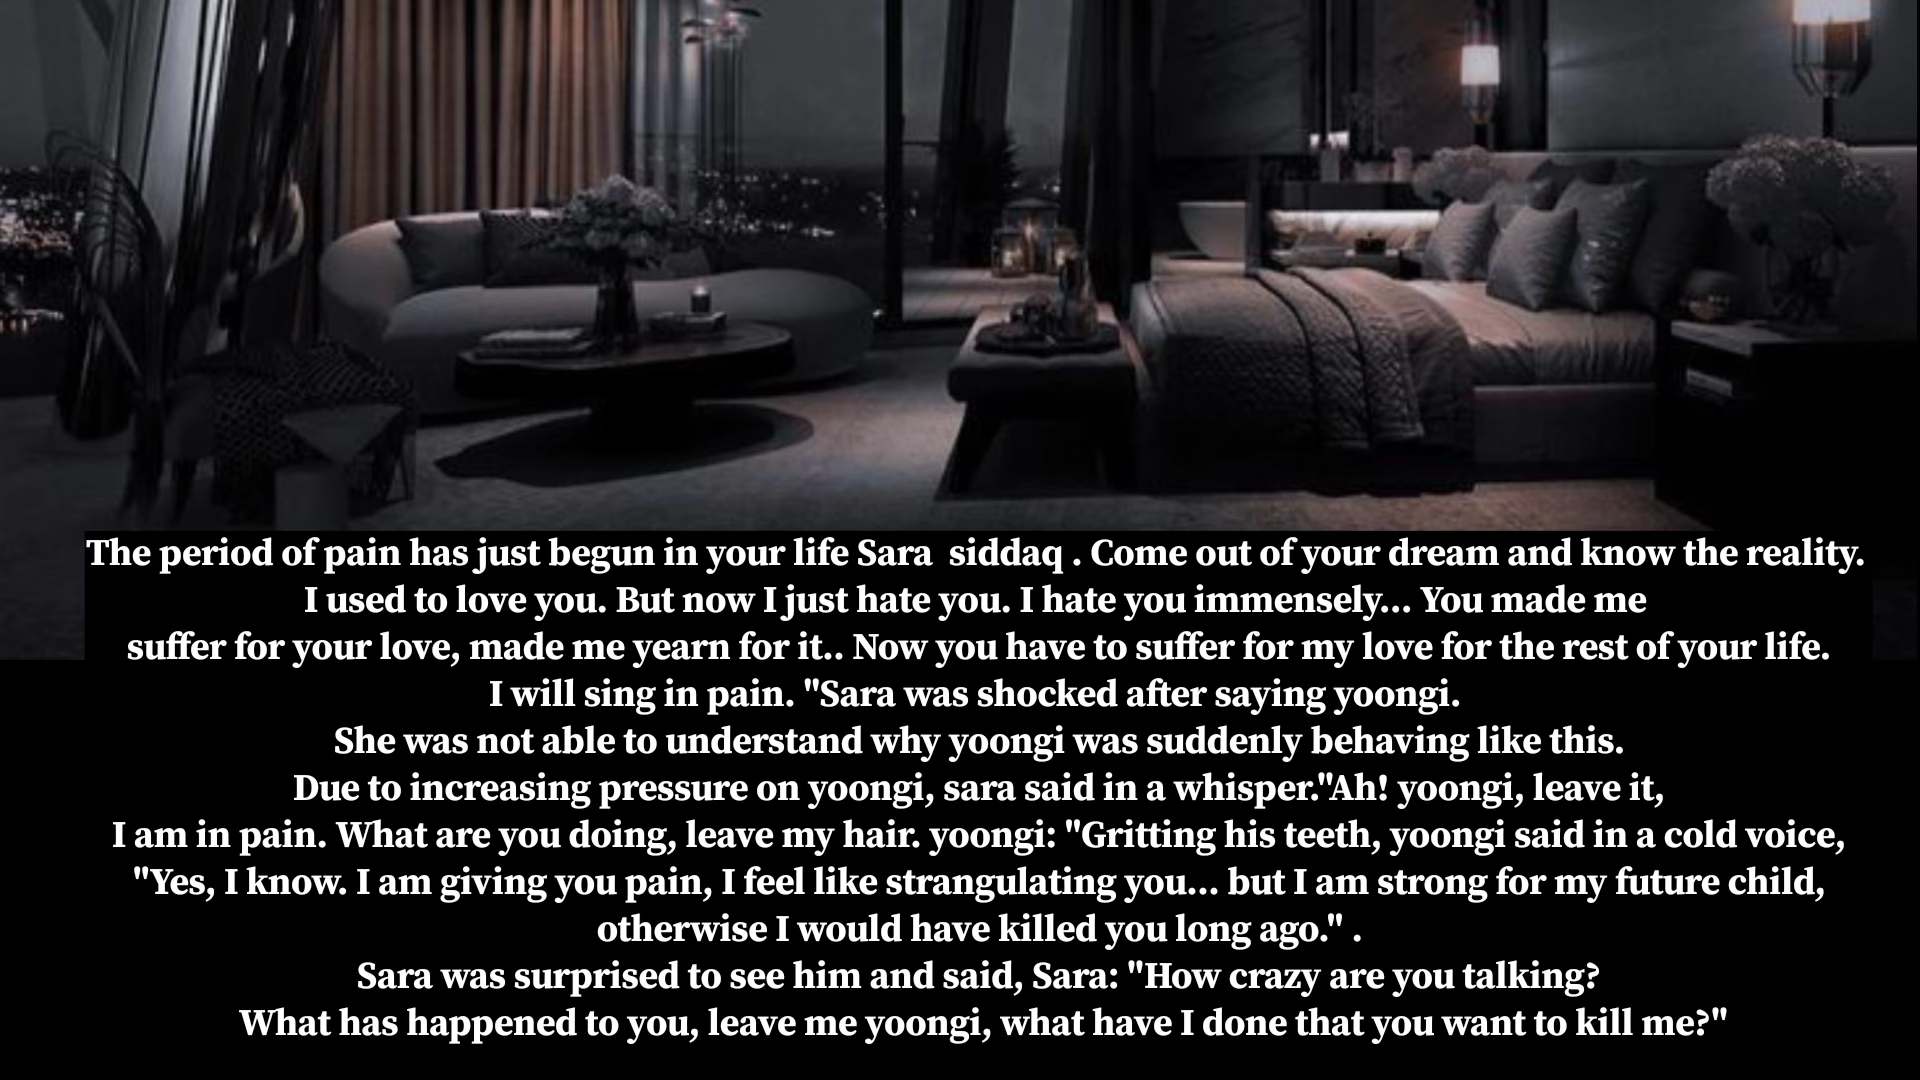 The period of pain has just begun in your life Sara  siddaq . Come out of your dream and know the reality.
I used to love you. But now I just hate you. I hate you immensely... You made me
suffer for your love, made me yearn for it.. Now you have to suffer for my love for the rest of your life.
I will sing in pain. "Sara was shocked after saying yoongi.
She was not able to understand why yoongi was suddenly behaving like this.
Due to increasing pressure on yoongi, sara said in a whisper."Ah! yoongi, leave it,
I am in pain. What are you doing, leave my hair. yoongi: "Gritting his teeth, yoongi said in a cold voice,
"Yes, I know. I am giving you pain, I feel like strangulating you... but I am strong for my future child,
otherwise I would have killed you long ago." .
Sara was surprised to see him and said, Sara: "How crazy are you talking?
What has happened to you, leave me yoongi, what have I done that you want to kill me?"